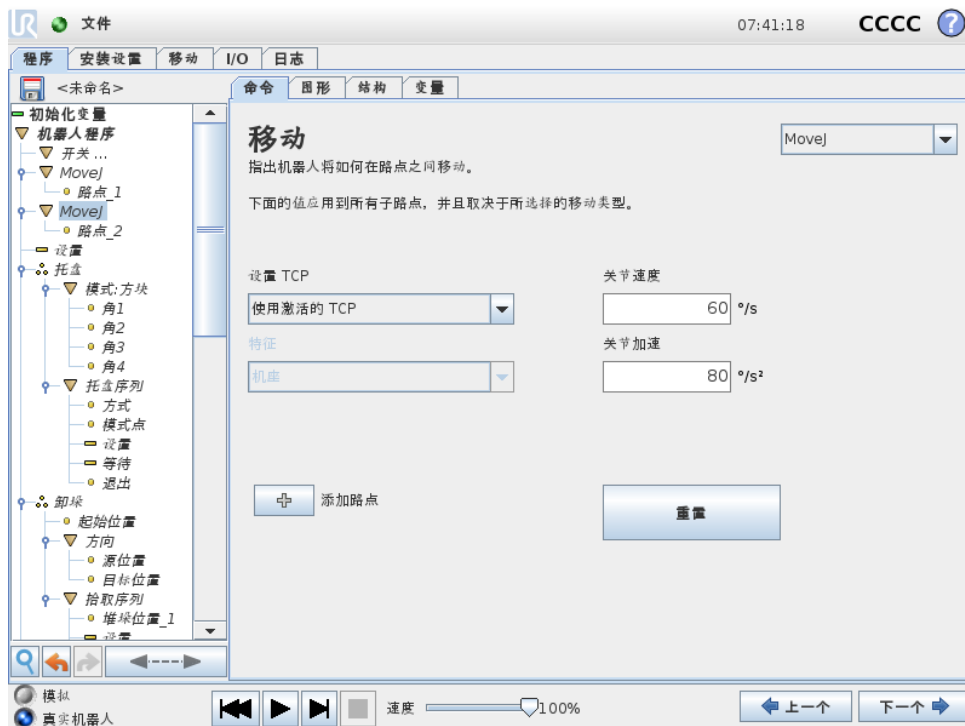 UR 文件 07:41:18 CCCC ?
程序 安装设置 移动 I/O 日志
<未命名> 命令 图形 结构 变量
初始化变量
机器人程序
开关 ...
MoveJ
路点_1
MoveJ
路点_2
设置
托盘
模式:方块
角1
角2
角3
角4
托盘序列
方式
模式点
设置
等待
退出
卸垛
起始位置
方向
源位置
目标位置
拾取序列
堆垛位置_1
设置
移动
MoveJ
指出机器人将如何在路点之间移动。
下面的值应用到所有子路点，并且取决于所选择的移动类型。
设置 TCP
使用激活的 TCP
特征
机座
关节速度
60 °/s
关节加速
80 °/s²
添加路点
重置
模拟
真实机器人
速度 100%
上一个 下一个